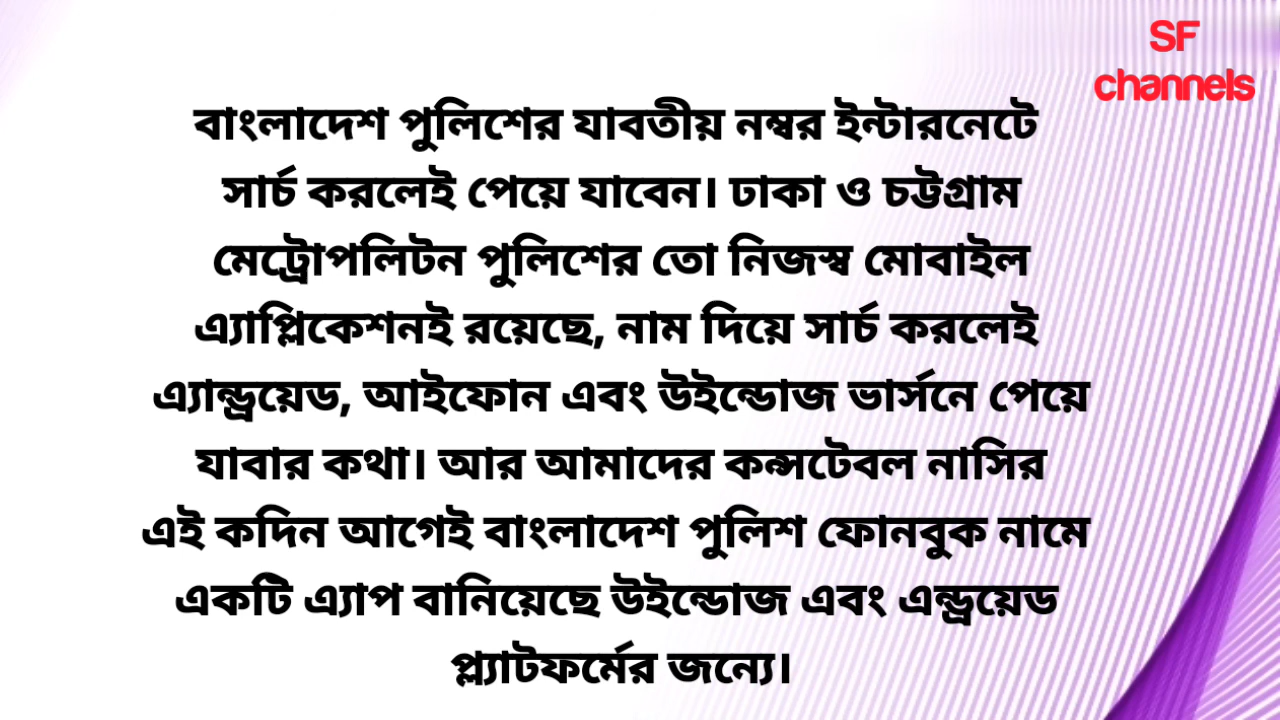 SF
channels
বাংলাদেশ পুলিশের যাবতীয় নম্বর ইন্টারনেটে
সার্চ করলেই পেয়ে যাবেন। ঢাকা ও চট্টগ্রাম
মেট্রোপলিটন পুলিশের তো নিজস্ব মোবাইল
এ্যাপ্লিকেশনই রয়েছে, নাম দিয়ে সার্চ করলেই
এ্যান্ড্রয়েড, আইফোন এবং উইন্ডোজ ভার্সনে পেয়ে
যাবার কথা। আর আমাদের কন্সটেবল নাসির
এই কদিন আগেই বাংলাদেশ পুলিশ ফোনবুক নামে
একটি এ্যাপ বানিয়েছে উইন্ডোজ এবং এন্ড্রয়েড
প্ল্যাটফর্মের জন্যে।